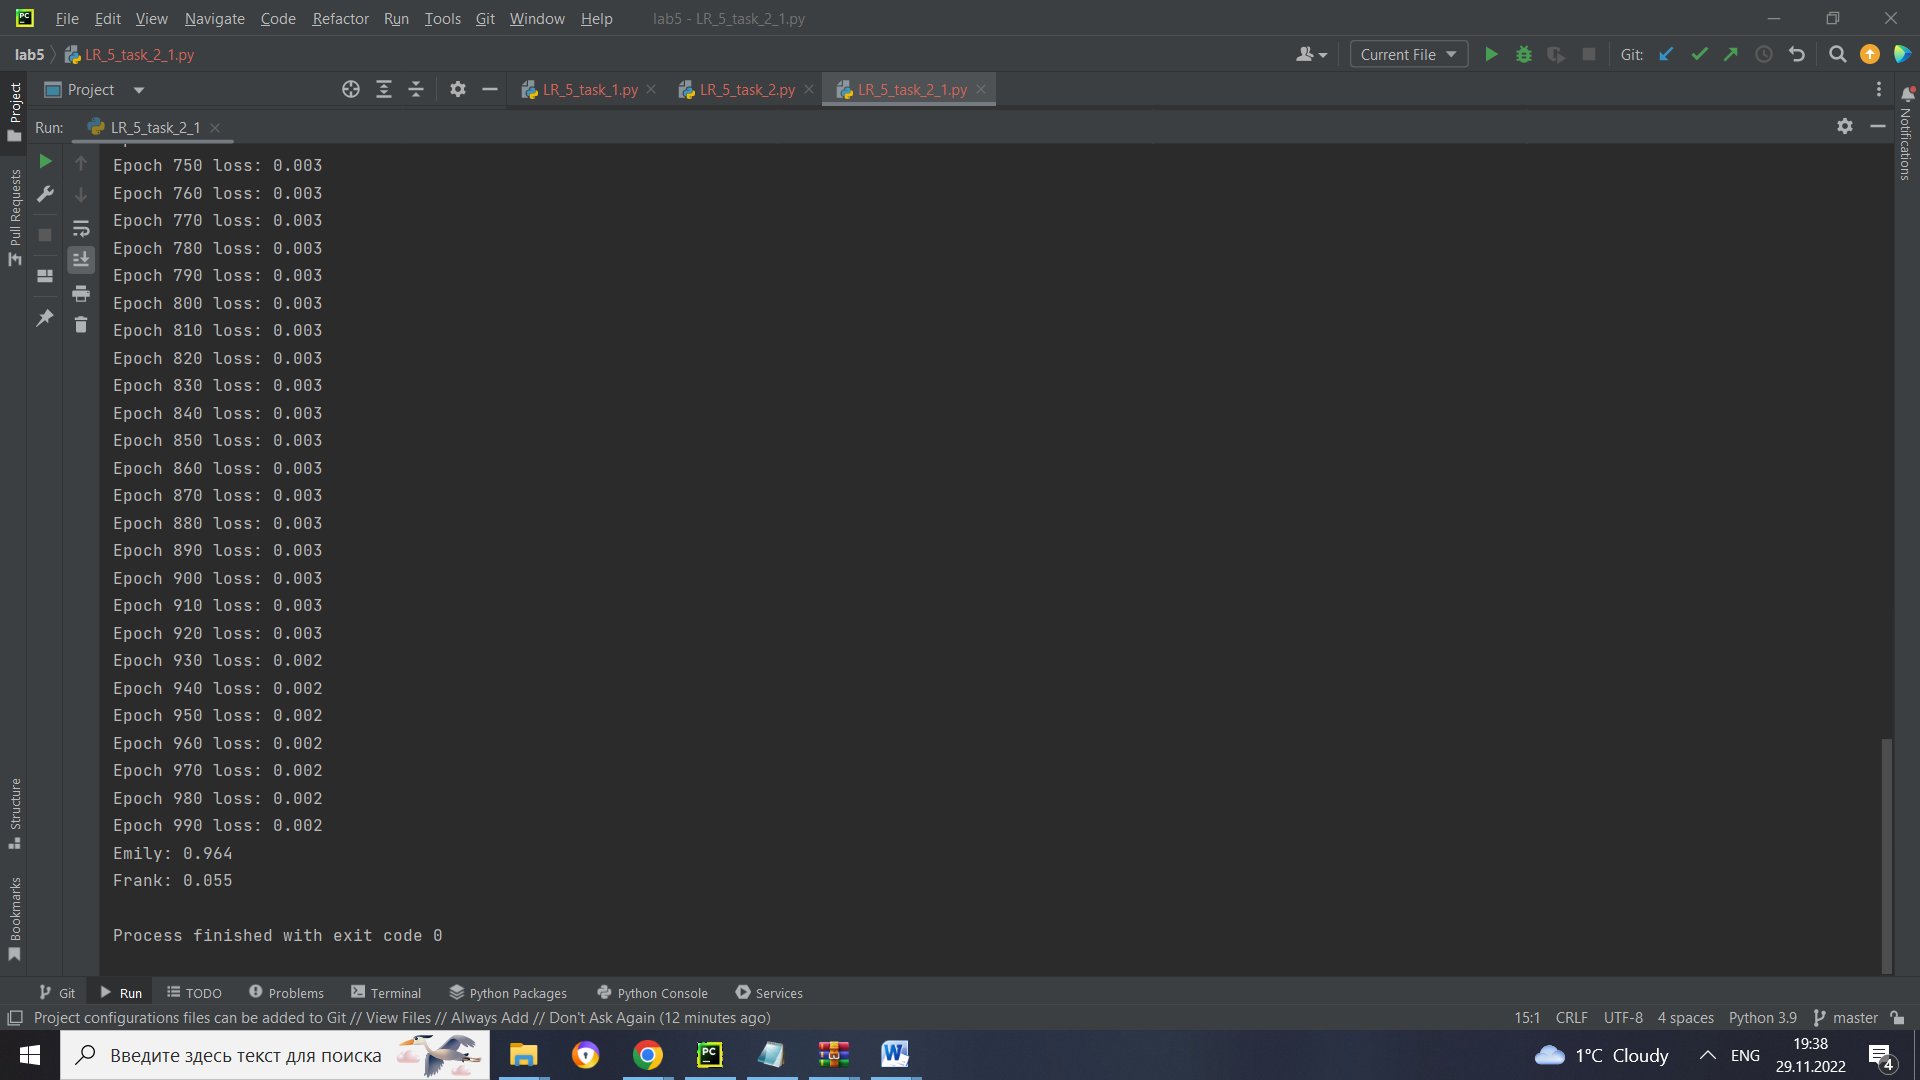 File Edit View Navigate Code Refactor Run Tools Git Window Help lab5 - LR_5_task_2_1.py
lab5 LR_5_task_2_1.py Current File Git:
Project LR_5_task_1.py LR_5_task_2.py LR_5_task_2_1.py
Run: LR_5_task_2_1
Project
Pull Requests
Structure
Bookmarks
Notifications
Epoch 750 loss: 0.003
Epoch 760 loss: 0.003
Epoch 770 loss: 0.003
Epoch 780 loss: 0.003
Epoch 790 loss: 0.003
Epoch 800 loss: 0.003
Epoch 810 loss: 0.003
Epoch 820 loss: 0.003
Epoch 830 loss: 0.003
Epoch 840 loss: 0.003
Epoch 850 loss: 0.003
Epoch 860 loss: 0.003
Epoch 870 loss: 0.003
Epoch 880 loss: 0.003
Epoch 890 loss: 0.003
Epoch 900 loss: 0.003
Epoch 910 loss: 0.003
Epoch 920 loss: 0.003
Epoch 930 loss: 0.002
Epoch 940 loss: 0.002
Epoch 950 loss: 0.002
Epoch 960 loss: 0.002
Epoch 970 loss: 0.002
Epoch 980 loss: 0.002
Epoch 990 loss: 0.002
Emily: 0.964
Frank: 0.055
Process finished with exit code 0
Git Run TODO Problems Terminal Python Packages Python Console Services
Project configurations files can be added to Git // View Files // Always Add // Don't Ask Again (12 minutes ago) 15:1 CRLF UTF-8 4 spaces Python 3.9 master
Введите здесь текст для поиска 1°C Cloudy ENG 19:38
29.11.2022 4